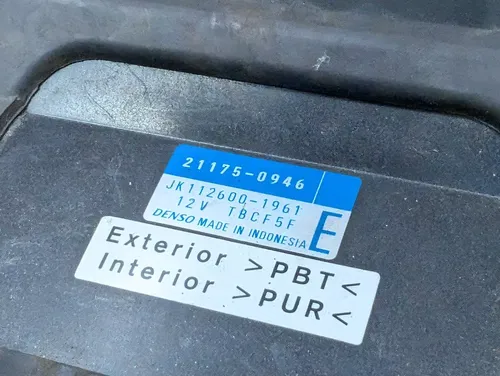 21175-0946
JK112600-1961
12V TBCF5F
DENSO MADE IN INDONESIA E
Exterior >PBT<
Interior >PUR<